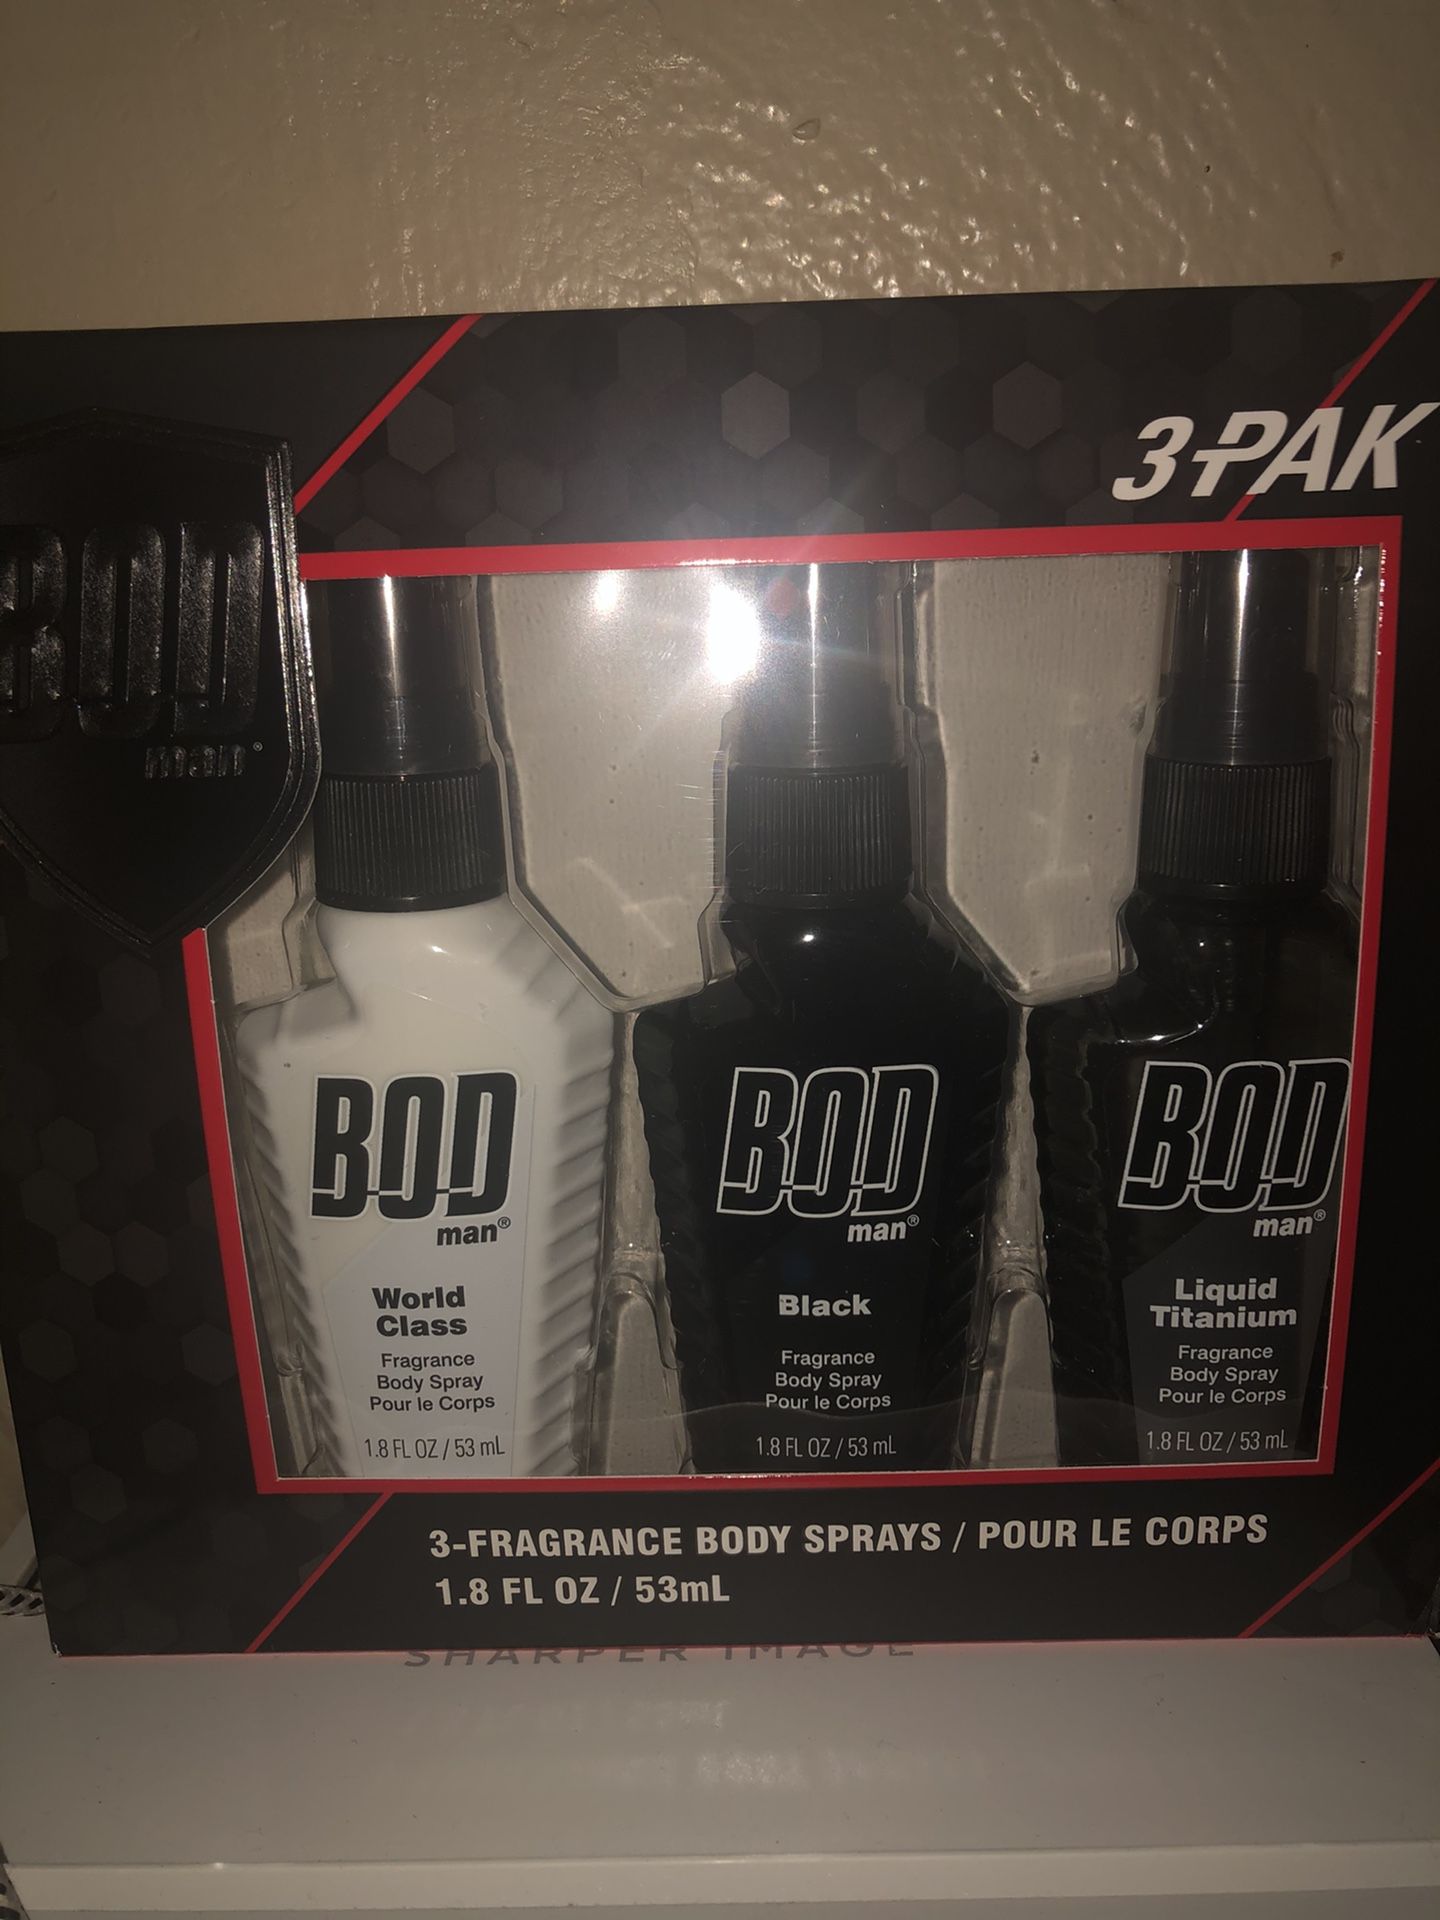 3-PAK
BOD
man®
BOD
man®
World
Class
Fragrance
Body Spray
Pour le Corps
1.8 FL OZ / 53 mL
BOD
man®
Black
Fragrance
Body Spray
Pour le Corps
1.8 FL OZ / 53 mL
BOD
man®
Liquid
Titanium
Fragrance
Body Spray
Pour le Corps
1.8 FL OZ / 53 mL
3-FRAGRANCE BODY SPRAYS / POUR LE CORPS
1.8 FL OZ / 53mL
SHARPER IMAGE